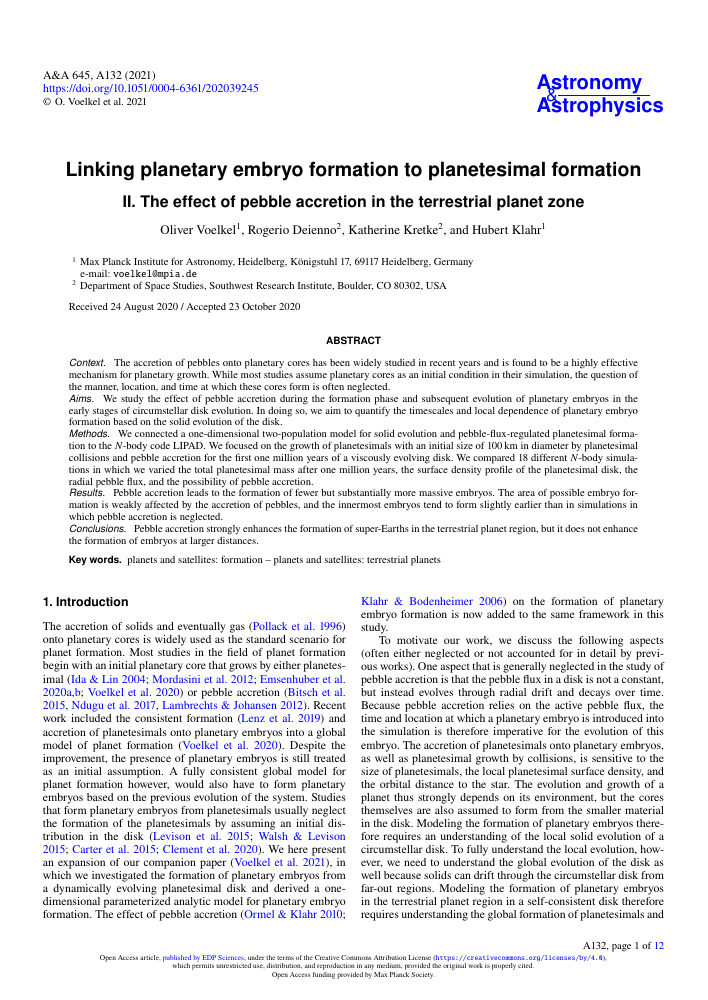 A&A 645, A132 (2021)
https://doi.org/10.1051/0004-6361/202039245
© O. Voelkel et al. 2021
Astronomy
&
Astrophysics
Linking planetary embryo formation to planetesimal formation
II. The effect of pebble accretion in the terrestrial planet zone
Oliver Voelkel1, Rogerio Deienno2, Katherine Kretke2, and Hubert Klahr1
1 Max Planck Institute for Astronomy, Heidelberg, Königstuhl 17, 69117 Heidelberg, Germany
e-mail: voelkel@mpia.de
2 Department of Space Studies, Southwest Research Institute, Boulder, CO 80302, USA
Received 24 August 2020 / Accepted 23 October 2020
ABSTRACT
Context. The accretion of pebbles onto planetary cores has been widely studied in recent years and is found to be a highly effective
mechanism for planetary growth. While most studies assume planetary cores as an initial condition in their simulation, the question of
the manner, location, and time at which these cores form is often neglected.
Aims. We study the effect of pebble accretion during the formation phase and subsequent evolution of planetary embryos in the
early stages of circumstellar disk evolution. In doing so, we aim to quantify the timescales and local dependence of planetary embryo
formation based on the solid evolution of the disk.
Methods. We connected a one-dimensional two-population model for solid evolution and pebble-flux-regulated planetesimal forma-
tion to the N-body code LIPAD. We focused on the growth of planetesimals with an initial size of 100 km in diameter by planetesimal
collisions and pebble accretion for the first one million years of a viscously evolving disk. We compared 18 different N-body simula-
tions in which we varied the total planetesimal mass after one million years, the surface density profile of the planetesimal disk, the
radial pebble flux, and the possibility of pebble accretion.
Results. Pebble accretion leads to the formation of fewer but substantially more massive embryos. The area of possible embryo for-
mation is weakly affected by the accretion of pebbles, and the innermost embryos tend to form slightly earlier than in simulations in
which pebble accretion is neglected.
Conclusions. Pebble accretion strongly enhances the formation of super-Earths in the terrestrial planet region, but it does not enhance
the formation of embryos at larger distances.
Key words. planets and satellites: formation – planets and satellites: terrestrial planets
1. Introduction
The accretion of solids and eventually gas (Pollack et al. 1996)
onto planetary cores is widely used as the standard scenario for
planet formation. Most studies in the field of planet formation
begin with an initial planetary core that grows by either planetes-
imal (Ida & Lin 2004; Mordasini et al. 2012; Emsenhuber et al.
2020a,b; Voelkel et al. 2020) or pebble accretion (Bitsch et al.
2015, Ndugu et al. 2017, Lambrechts & Johansen 2012). Recent
work included the consistent formation (Lenz et al. 2019) and
accretion of planetesimals onto planetary embryos into a global
model of planet formation (Voelkel et al. 2020). Despite the
improvement, the presence of planetary embryos is still treated
as an initial assumption. A fully consistent global model for
planet formation however, would also have to form planetary
embryos based on the previous evolution of the system. Studies
that form planetary embryos from planetesimals usually neglect
the formation of the planetesimals by assuming an initial dis-
tribution in the disk (Levison et al. 2015; Walsh & Levison
2015; Carter et al. 2015; Clement et al. 2020). We here present
an expansion of our companion paper (Voelkel et al. 2021), in
which we investigated the formation of planetary embryos from
a dynamically evolving planetesimal disk and derived a one-
dimensional parameterized analytic model for planetary embryo
formation. The effect of pebble accretion (Ormel & Klahr 2010;
Klahr & Bodenheimer 2006) on the formation of planetary
embryo formation is now added to the same framework in this
study.
To motivate our work, we discuss the following aspects
(often either neglected or not accounted for in detail by previ-
ous works). One aspect that is generally neglected in the study of
pebble accretion is that the pebble flux in a disk is not a constant,
but instead evolves through radial drift and decays over time.
Because pebble accretion relies on the active pebble flux, the
time and location at which a planetary embryo is introduced into
the simulation is therefore imperative for the evolution of this
embryo. The accretion of planetesimals onto planetary embryos,
as well as planetesimal growth by collisions, is sensitive to the
size of planetesimals, the local planetesimal surface density, and
the orbital distance to the star. The evolution and growth of a
planet thus strongly depends on its environment, but the cores
themselves are also assumed to form from the smaller material
in the disk. Modeling the formation of planetary embryos there-
fore requires an understanding of the local solid evolution of a
circumstellar disk. To fully understand the local evolution, how-
ever, we need to understand the global evolution of the disk as
well because solids can drift through the circumstellar disk from
far-out regions. Modeling the formation of planetary embryos
in the terrestrial planet region in a self-consistent disk therefore
requires understanding the global formation of planetesimals and
A132, page 1 of 12
Open Access article, published by EDP Sciences, under the terms of the Creative Commons Attribution License (https://creativecommons.org/licenses/by/4.0),
which permits unrestricted use, distribution, and reproduction in any medium, provided the original work is properly cited.
Open Access funding provided by Max Planck Society.